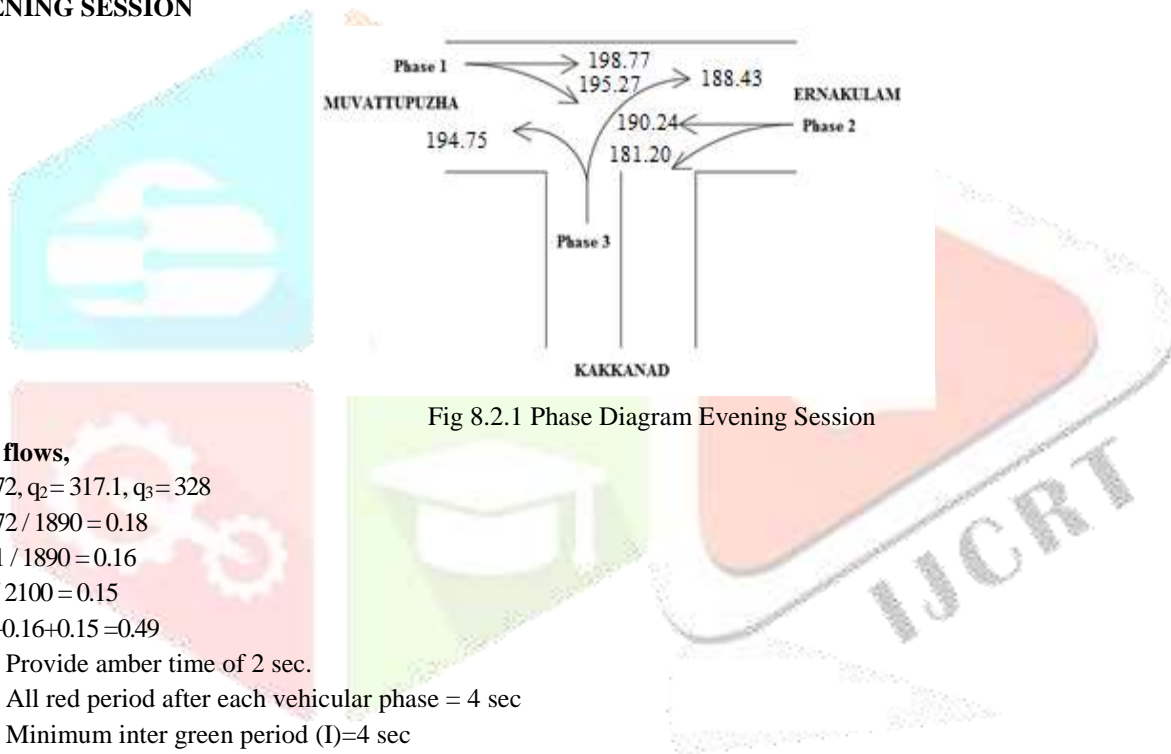 ENING SESSION
Phase 1
198.77
195.27
188.43
MUVATTUPUZHA
ERNAKULAM
194.75
190.24
Phase 2
181.20
Phase 3
KAKKANAD
Fig 8.2.1 Phase Diagram Evening Session
flows,
72, q₂= 317.1, q₃= 328
72 / 1890 = 0.18
1 / 1890 = 0.16
/ 2100 = 0.15
+0.16+0.15 =0.49
Provide amber time of 2 sec.
All red period after each vehicular phase = 4 sec
Minimum inter green period (I)=4 sec
IJCRT